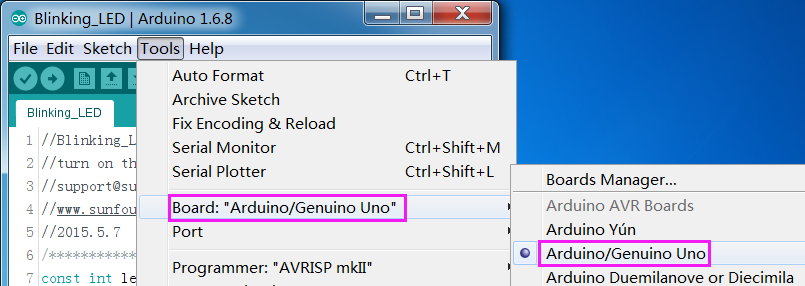 Blinking_LED | Arduino 1.6.8
File Edit Sketch Tools Help
Auto Format Ctrl+T
Archive Sketch
Fix Encoding & Reload
Serial Monitor Ctrl+Shift+M
Serial Plotter Ctrl+Shift+L
Board: "Arduino/Genuino Uno"
Port
Programmer: "AVRISP mkII"
Blinking_LED
1 //Blinking_L
2 //turn on th
3 //support@su
4 //www.sunfou
5 //2015.5.7
6 /***********
7 const int le
Boards Manager...
Arduino AVR Boards
Arduino Yún
Arduino/Genuino Uno
Arduino Duemilanove or Diecimila